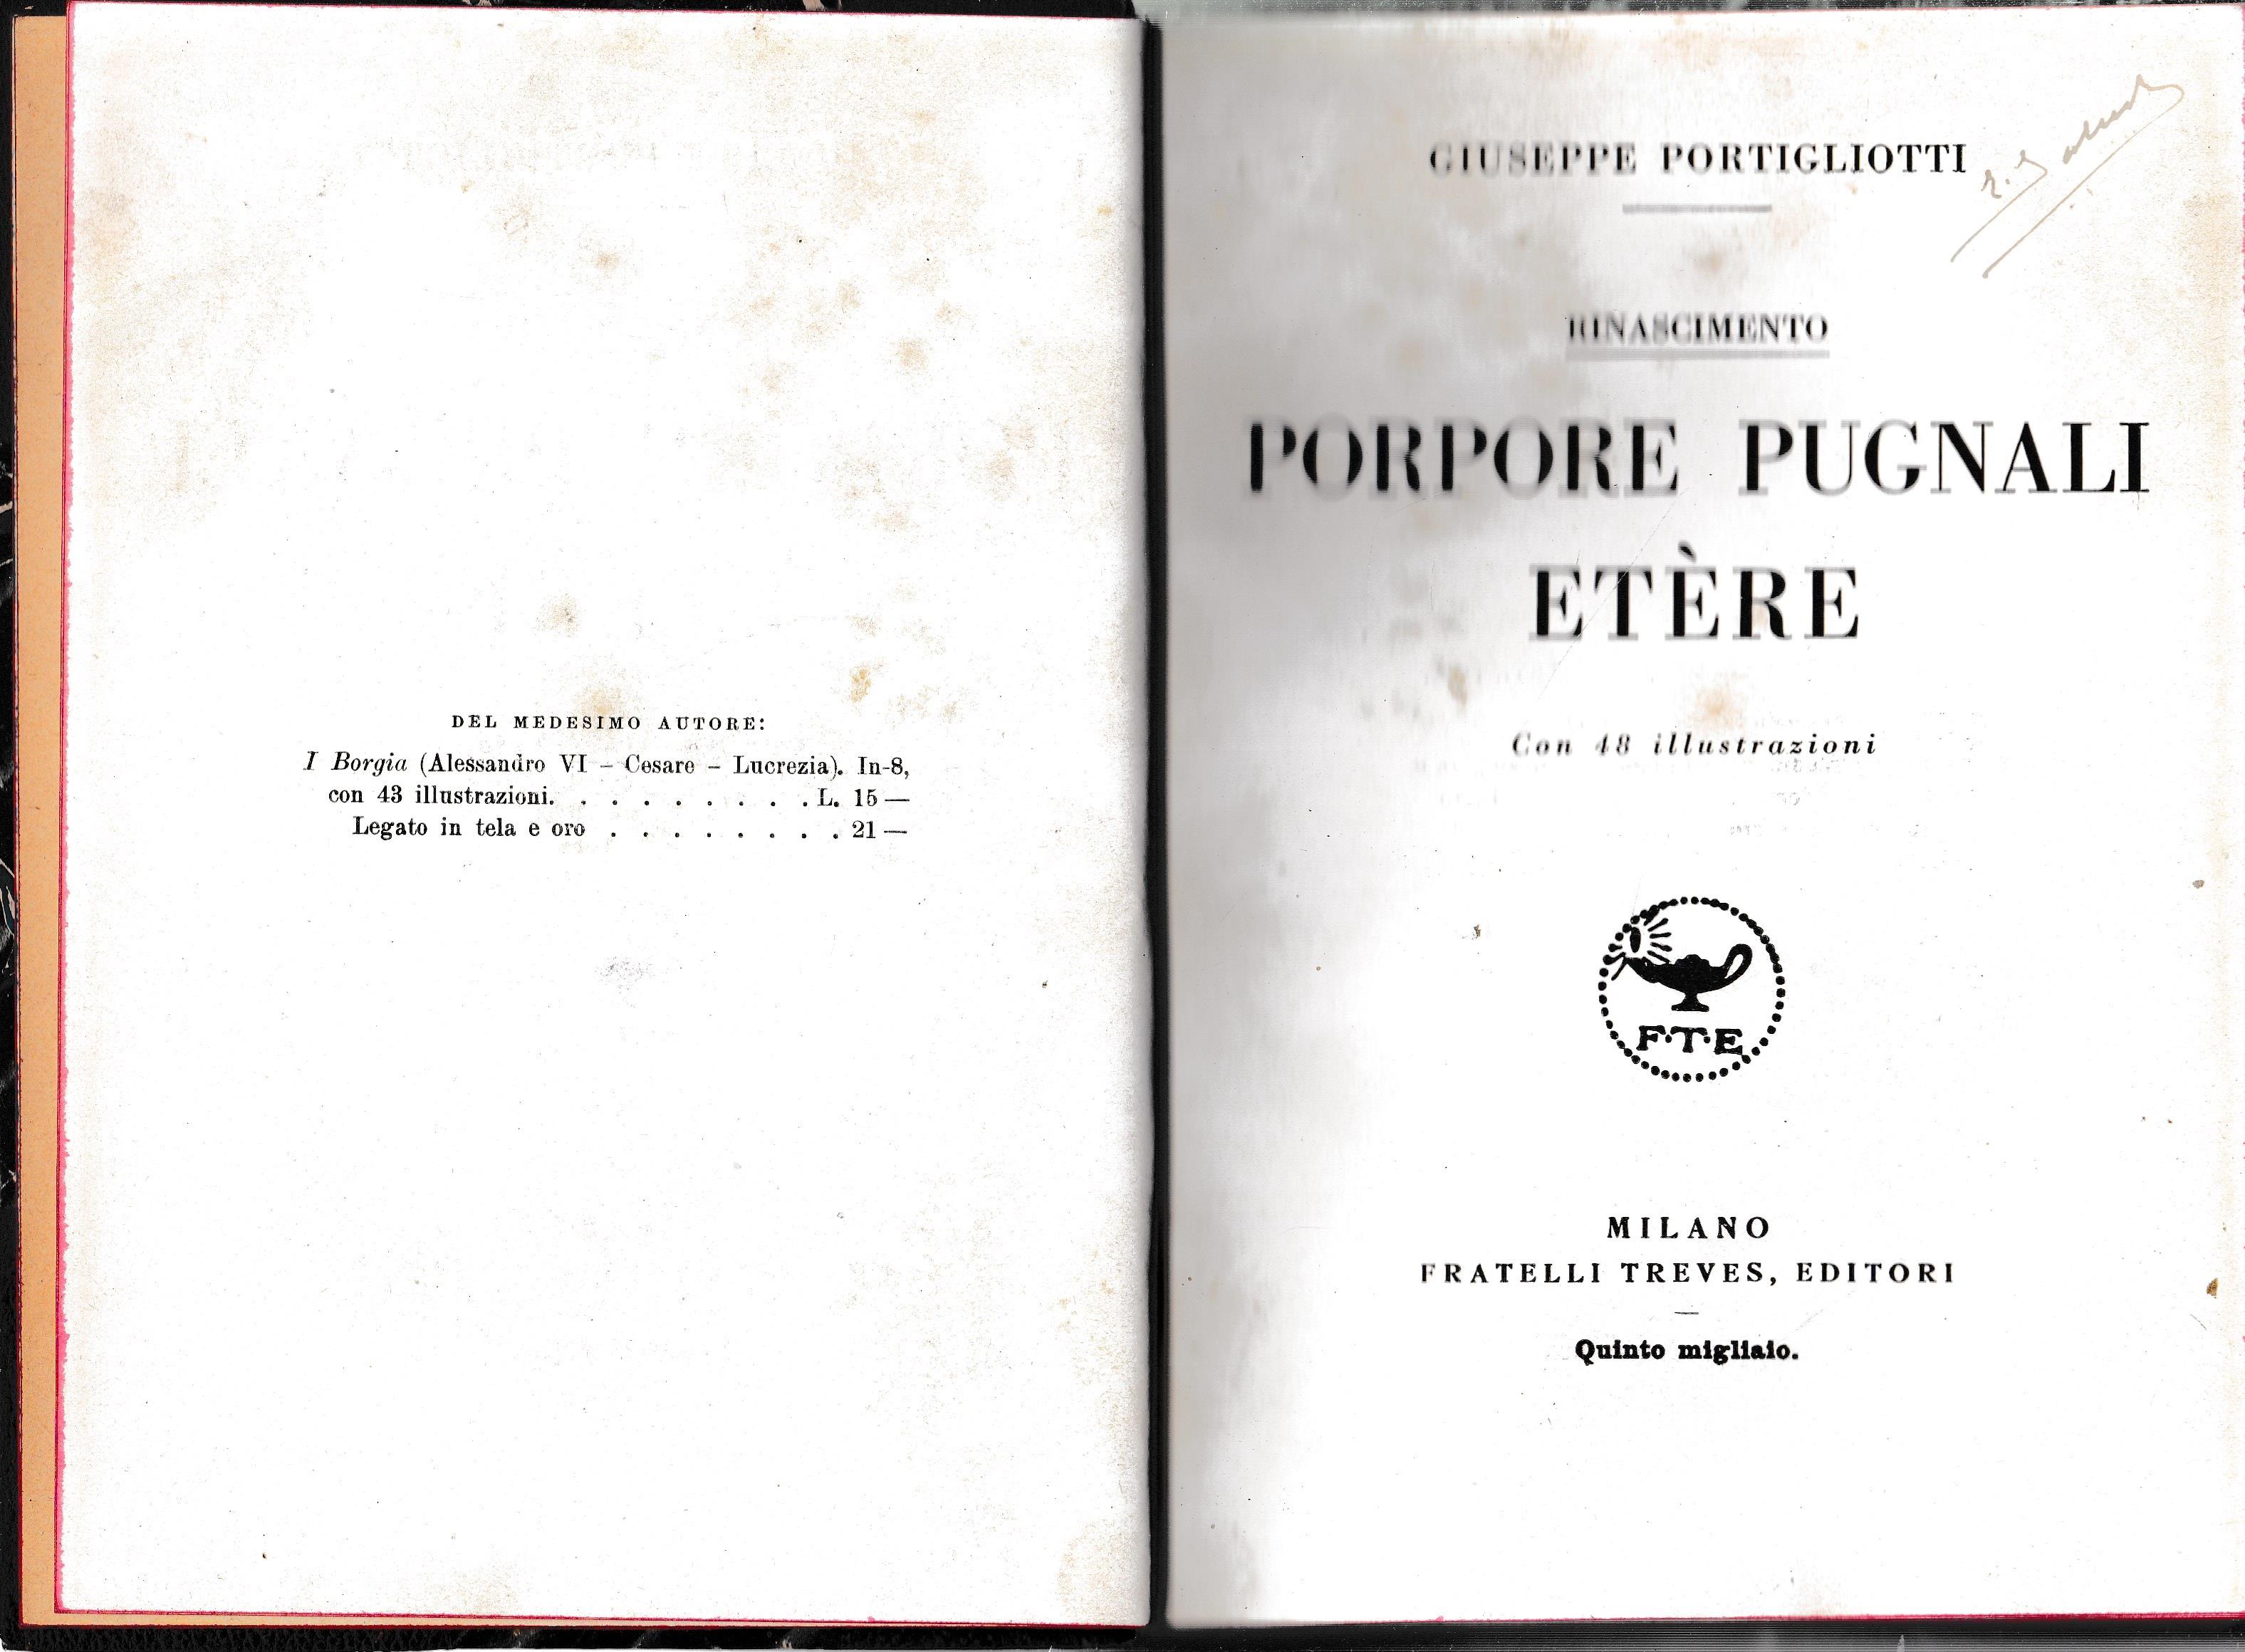 DEL MEDESIMO AUTORE:
I Borgia (Alessandro VI – Cesare – Lucrezia). In-8,
con 43 illustrazioni. . . . . . . . . L. 15 —
Legato in tela e oro . . . . . . . . 21 —
GIUSEPPE PORTIGLIOTTI
RINASCIMENTO
PORPORE PUGNALI
ETÈRE
Con 48 illustrazioni
F.T.E.
MILANO
FRATELLI TREVES, EDITORI
Quinto migliaio.